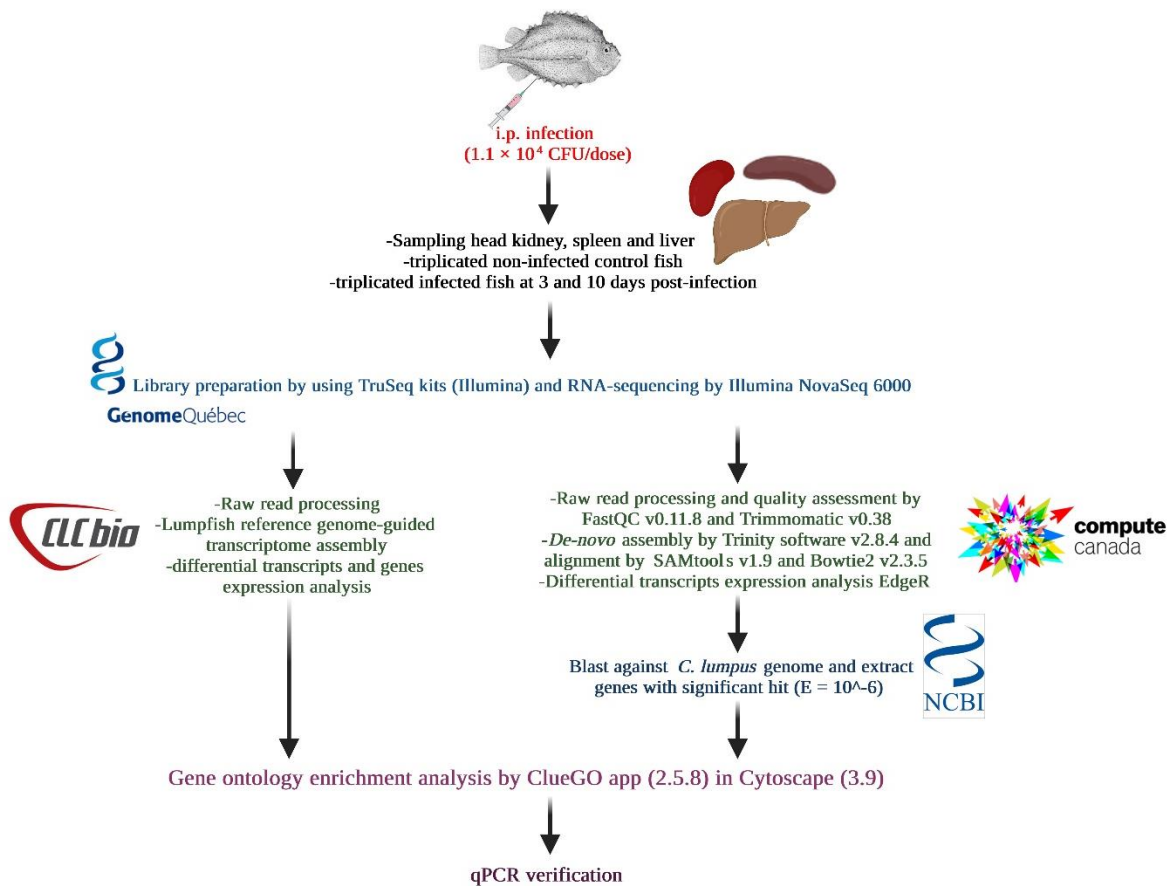 i.p. infection
(1.1 × 10⁴ CFU/dose)
-Sampling head kidney, spleen and liver
-triplicated non-infected control fish
-triplicated infected fish at 3 and 10 days post-infection
Library preparation by using TruSeq kits (Illumina) and RNA-sequencing by Illumina NovaSeq 6000
GenomeQuébec
CLC bio
-Raw read processing
-Lumpfish reference genome-guided
transcriptome assembly
-differential transcripts and genes
expression analysis
-Raw read processing and quality assessment by
FastQC v0.11.8 and Trimmomatic v0.38
-De-novo assembly by Trinity software v2.8.4 and
alignment by SAMtools v1.9 and Bowtie2 v2.3.5
-Differential transcripts expression analysis EdgeR
compute
canada
Blast against C. lumpus genome and extract
genes with significant hit (E = 10^-6)
NCBI
Gene ontology enrichment analysis by ClueGO app (2.5.8) in Cytoscape (3.9)
qPCR verification